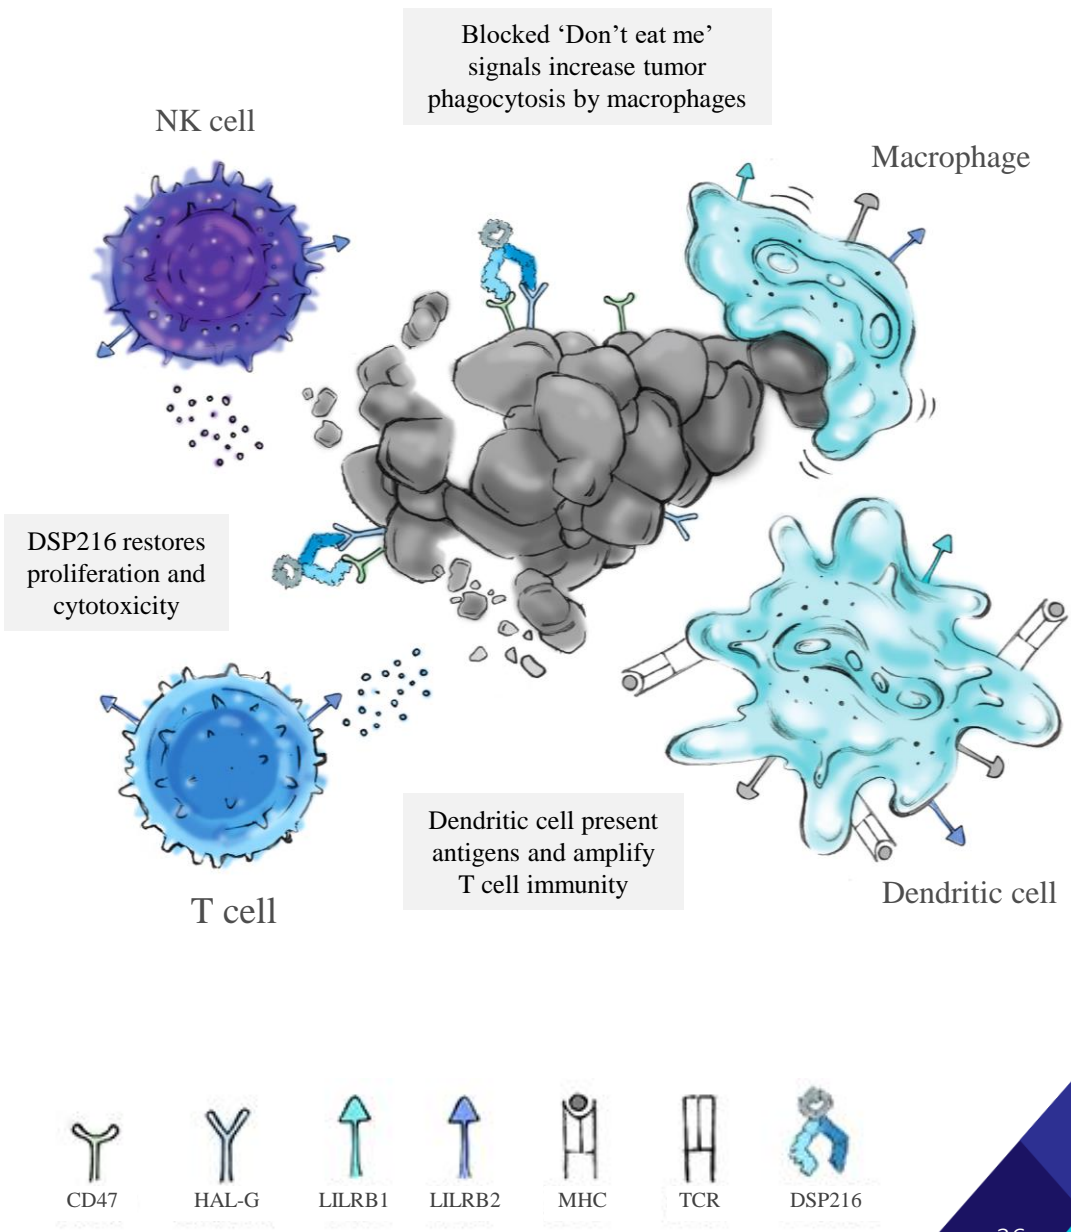 Blocked ‘Don’t eat me’
signals increase tumor
phagocytosis by macrophages
NK cell
Macrophage
DSP216 restores
proliferation and
cytotoxicity
T cell
Dendritic cell present
antigens and amplify
T cell immunity
Dendritic cell
CD47
HAL-G
LILRB1
LILRB2
MHC
TCR
DSP216